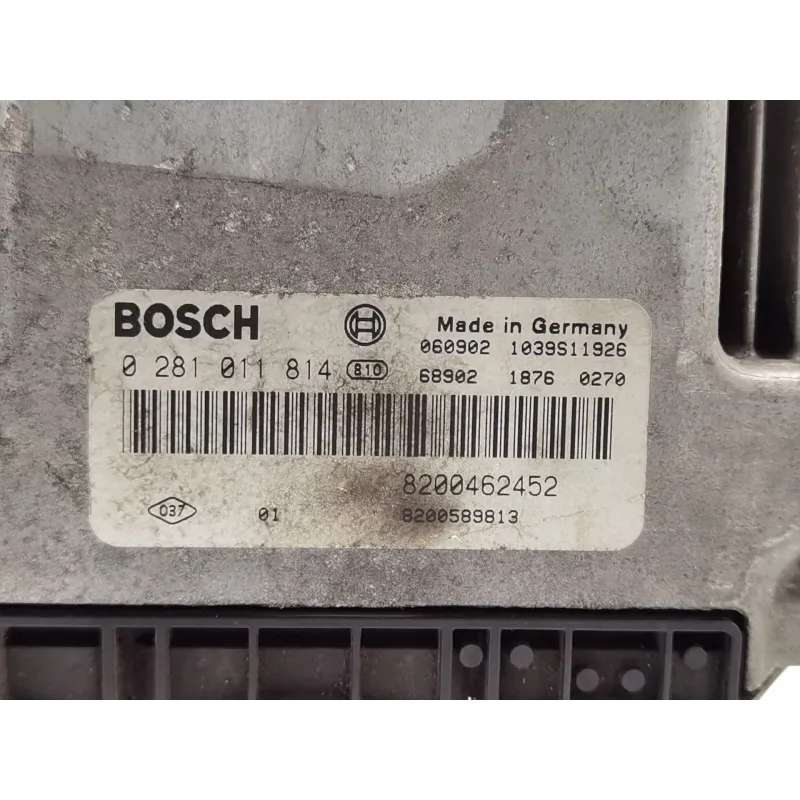 BOSCH
Made in Germany
060902 1039S11926
0 281 011 814 810
68902 1876 0270
8200462452
037 01 8200589813